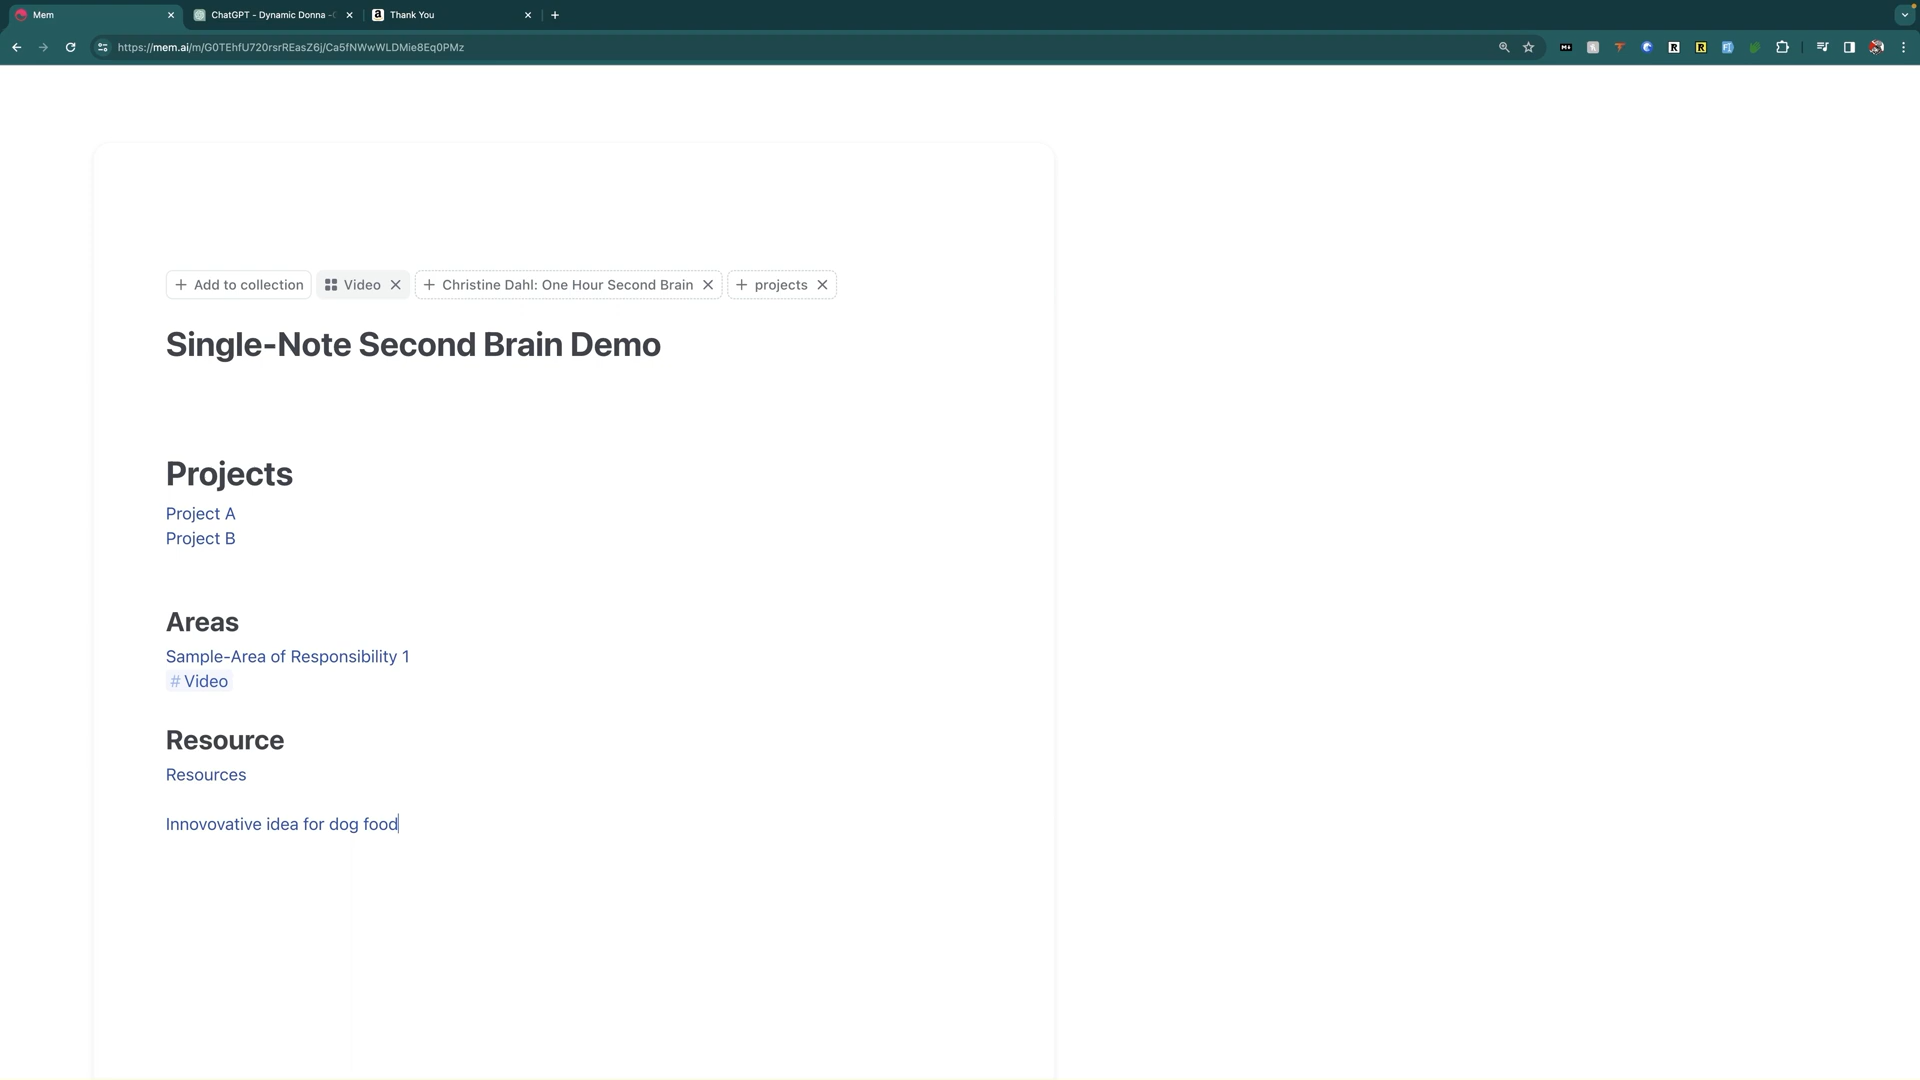 Mem
ChatGPT - Dynamic Donna -
Thank You
https://mem.ai/m/G0TEhfU720rsrREasZ6j/Ca5fNWwWLDMie8Eq0PMz
Add to collection
Video
Christine Dahl: One Hour Second Brain
projects
Single-Note Second Brain Demo
Projects
Project A
Project B
Areas
Sample-Area of Responsibility 1
#Video
Resource
Resources
Innovovative idea for dog food